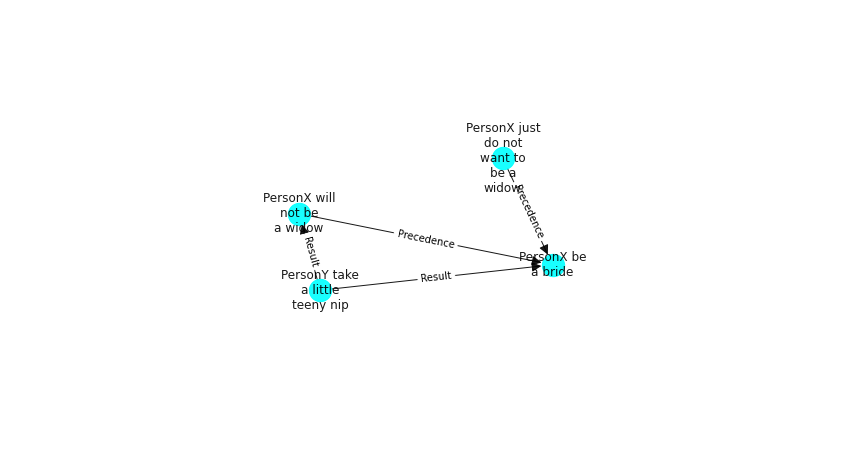 PersonX just
do not
want to
be a
widow
PersonX will
not be
a widow
Precedence
Precedence
Result
PersonX be
a bride
PersonY take
a little
teeny nip
Result